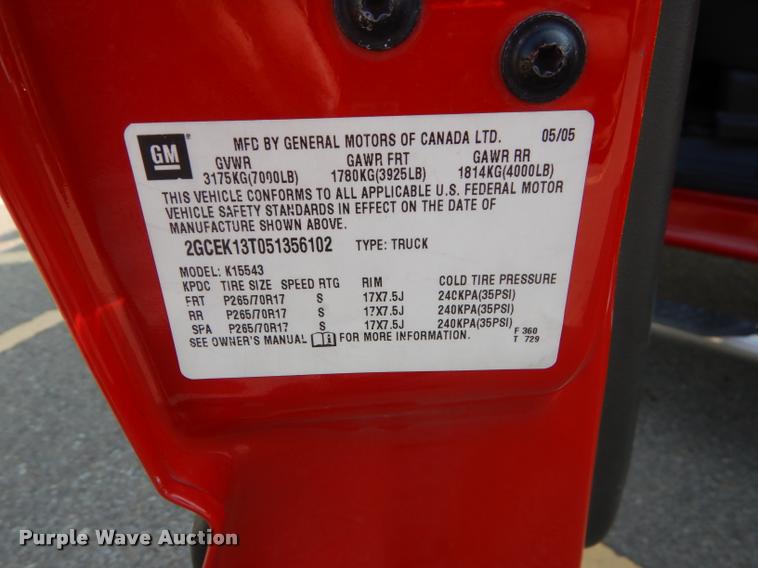 GM
MFD BY GENERAL MOTORS OF CANADA LTD. 05/05
GVWR GAWR FRT GAWR RR
3175KG(7090LB) 1780KG(3925LB) 1814KG(4000LB)
THIS VEHICLE CONFORMS TO ALL APPLICABLE U.S. FEDERAL MOTOR
VEHICLE SAFETY STANDARDS IN EFFECT ON THE DATE OF
MANUFACTURE SHOWN ABOVE.
2GCEK13T051356102 TYPE: TRUCK
MODEL: K15543
KPDC TIRE SIZE SPEED RTG RIM COLD TIRE PRESSURE
FRT P265/70R17 S 17X7.5J 240KPA(35PSI)
RR P265/70R17 S 17X7.5J 240KPA(35PSI)
SPA P265/70R17 S 17X7.5J 240KPA(35PSI)
SEE OWNER'S MANUAL FOR MORE INFORMATION.
F 360
T 729
Purple Wave Auction